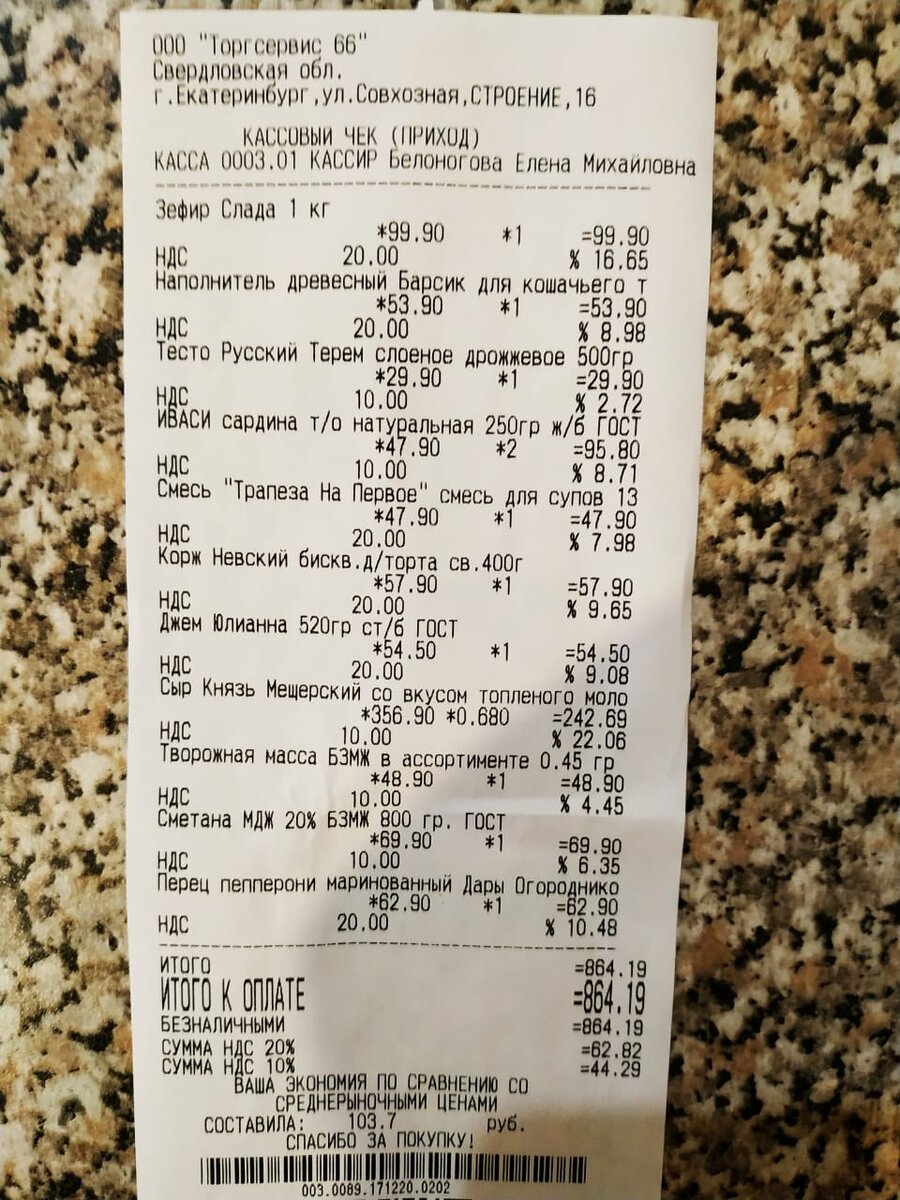 ООО "Торгсервис 66"
Свердловская обл.
г.Екатеринбург,ул.Совхозная,СТРОЕНИЕ,16
КАССОВЫЙ ЧЕК (ПРИХОД)
КАССА 0003.01 КАССИР Белоногова Елена Михайловна
Зефир Слада 1 кг
*99.90 *1 =99.90
НДС 20.00 % 16.65
Наполнитель древесный Барсик для кошачьего т
*53.90 *1 =53.90
НДС 20.00 % 8.98
Тесто Русский Терем слоеное дрожжевое 500гр
*29.90 *1 =29.90
НДС 10.00 % 2.72
ИВАСИ сардина т/о натуральная 250гр ж/б ГОСТ
*47.90 *2 =95.80
НДС 10.00 % 8.71
Смесь "Трапеза На Первое" смесь для супов 13
*47.90 *1 =47.90
НДС 20.00 % 7.98
Корж Невский бискв.д/торта св.400г
*57.90 *1 =57.90
НДС 20.00 % 9.65
Джем Юлианна 520гр ст/б ГОСТ
*54.50 *1 =54.50
НДС 20.00 % 9.08
Сыр Князь Мещерский со вкусом топленого моло
*356.90 *0.680 =242.69
НДС 10.00 % 22.06
Творожная масса БЗМЖ в ассортименте 0.45 гр
*48.90 *1 =48.90
НДС 10.00 % 4.45
Сметана МДЖ 20% БЗМЖ 800 гр. ГОСТ
*69.90 *1 =69.90
НДС 10.00 % 6.35
Перец пепперони маринованный Дары Огороднико
*62.90 *1 =62.90
НДС 20.00 % 10.48
ИТОГО =864.19
ИТОГО К ОПЛАТЕ =864.19
БЕЗНАЛИЧНЫМИ =864.19
СУММА НДС 20% =62.82
СУММА НДС 10% =44.29
ВАША ЭКОНОМИЯ ПО СРАВНЕНИЮ СО
СРЕДНЕРЫНОЧНЫМИ ЦЕНАМИ
СОСТАВИЛА: 103.7 руб.
СПАСИБО ЗА ПОКУПКУ!
003.0089.171220.0202